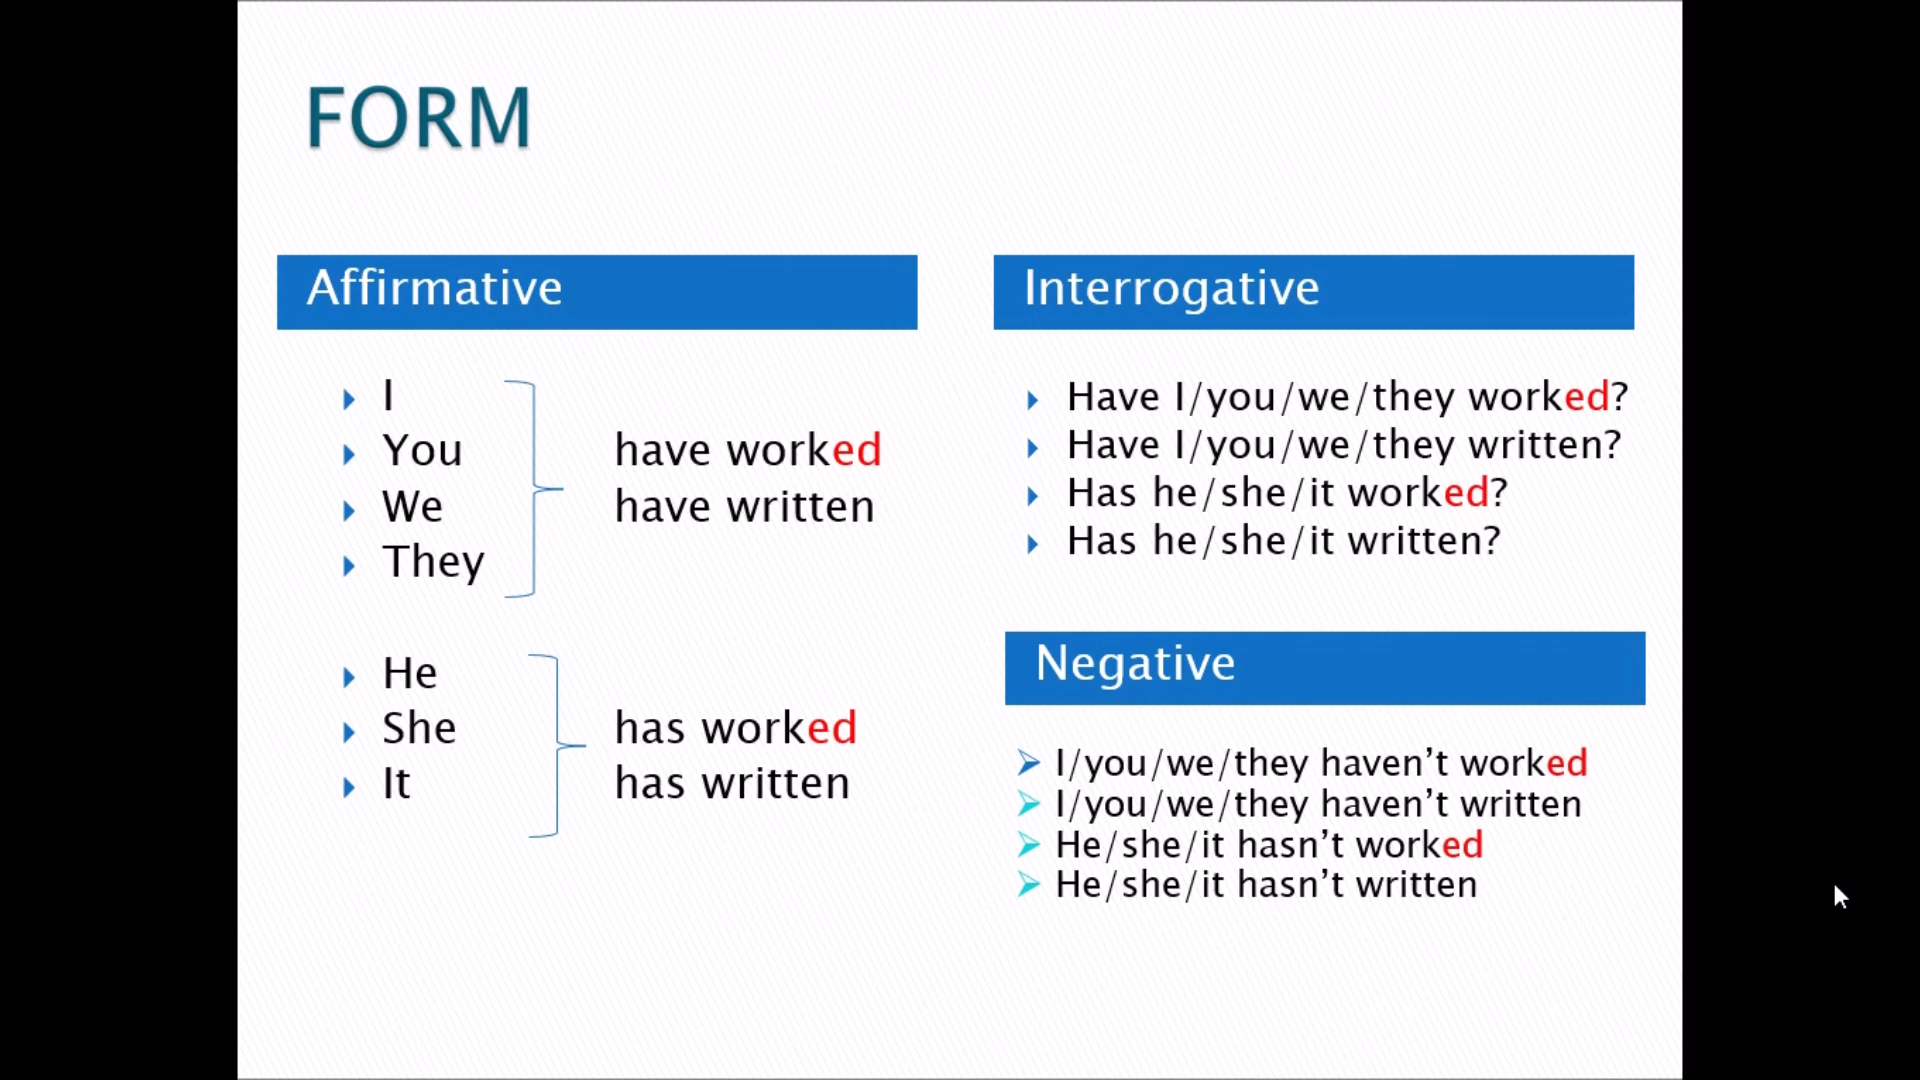 FORM
Affirmative
I
You
We
They
have worked
have written
He
She
It
has worked
has written
Interrogative
Have I/you/we/they worked?
Have I/you/we/they written?
Has he/she/it worked?
Has he/she/it written?
Negative
I/you/we/they haven’t worked
I/you/we/they haven’t written
He/she/it hasn’t worked
He/she/it hasn’t written